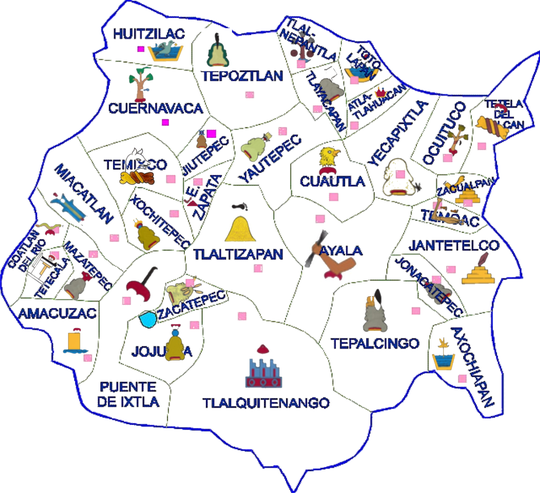 HUITZILAC
TLAL-
NEPANTLA
TOTO-
LAPAN
TEPOZTLAN
TLAYACAPAN
ATLA-
TLAHUACAN
CUERNAVACA
YECAPIXTLA
OCUITUCO
TETELA
DEL
JIUTEPEC
YAUTEPEC
TEMIXCO
CUAUTLA
ZACUALPAN
MIACATLAN
E.
ZAPATA
XOCHITEPEC
TEMOAC
COATLAN
DEL RIO
TLALTIZAPAN
AYALA
JANTETELCO
MAZATEPEC
TETECALA
JONACATEPEC
ZACATEPEC
AMACUZAC
JOJUTLA
TEPALCINGO
AXOCHIAPAN
PUENTE
DE IXTLA
TLALQUITENANGO